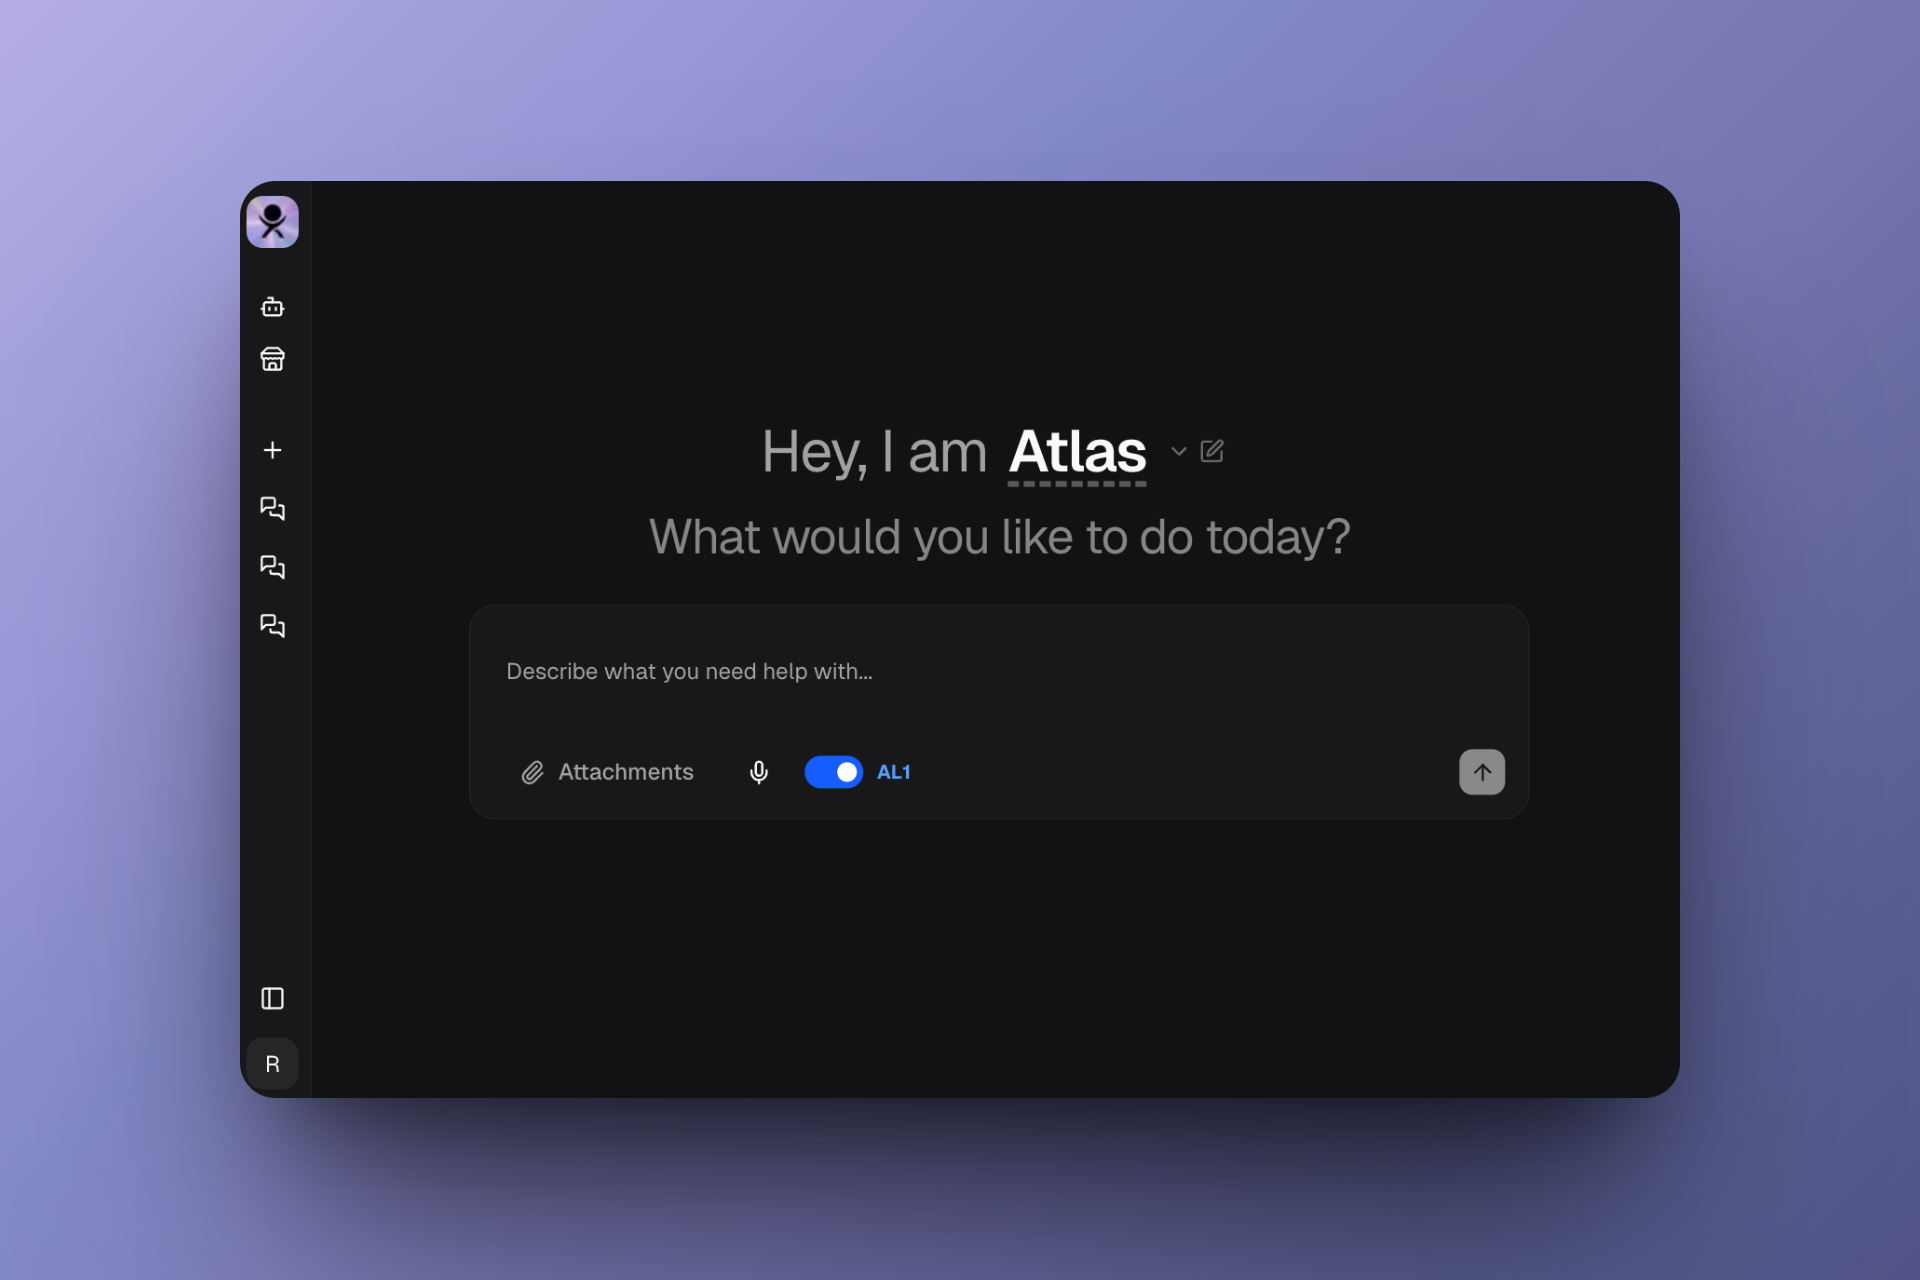 Hey, I am Atlas
What would you like to do today?
Describe what you need help with...
Attachments
AL1
R